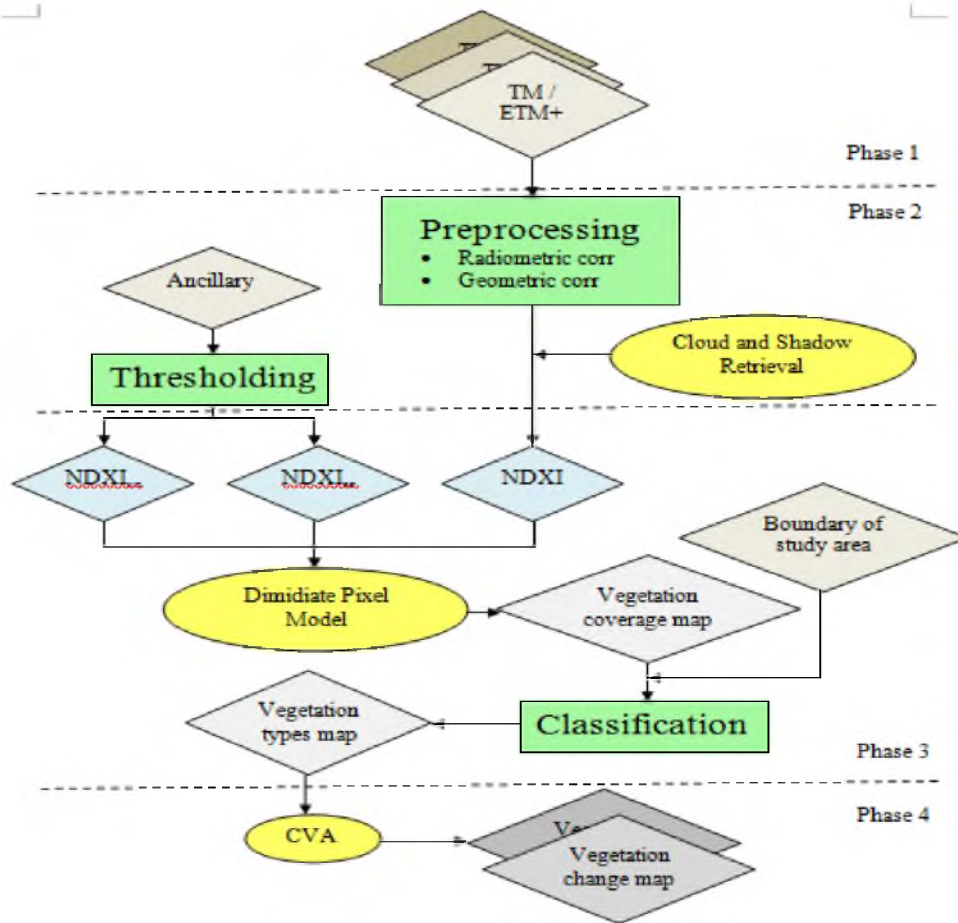 TM /
ETM+
Phase 1
Phase 2
Preprocessing
• Radiometric corr
• Geometric corr
Ancillary
Cloud and Shadow
Retrieval
Thresholding
NDXI
NDXI
NDXI
Boundary of
study area
Dimidiate Pixel
Model
Vegetation
coverage map
Vegetation
types map
Classification
Phase 3
Phase 4
CVA
Vegetation
change map